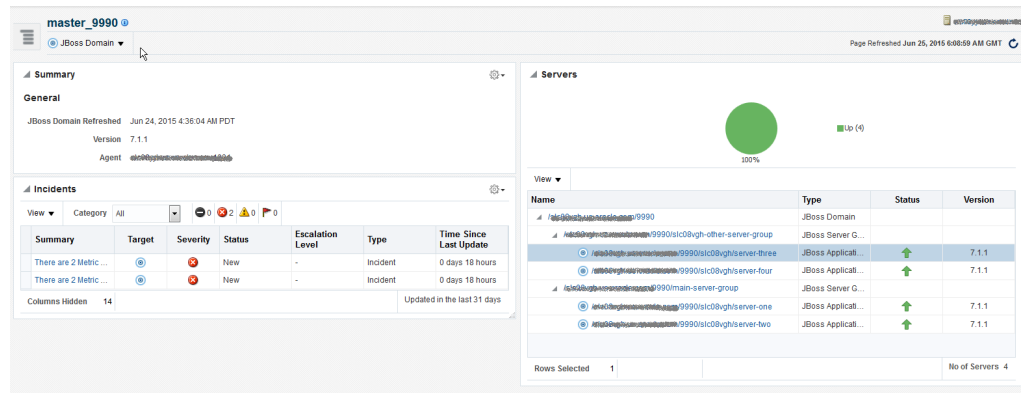 master_9990
JBoss Domain
Page Refreshed Jun 25, 2015 6:08:59 AM GMT
Summary
General
JBoss Domain Refreshed Jun 24, 2015 4:36:04 AM PDT
Version 7.1.1
Agent
Incidents
View Category All 0 2 0 0
Summary Target Severity Status Escalation Level Type Time Since Last Update
There are 2 Metric ... New - Incident 0 days 18 hours
There are 2 Metric ... New - Incident 0 days 18 hours
Columns Hidden 14 Updated in the last 31 days
Servers
Up (4)
100%
View
Name Type Status Version
/9990 JBoss Domain
/9990/slc08vgh-other-server-group JBoss Server G...
/9990/slc08vgh/server-three JBoss Applicati... 7.1.1
/9990/slc08vgh/server-four JBoss Applicati... 7.1.1
/9990/main-server-group JBoss Server G...
/9990/slc08vgh/server-one JBoss Applicati... 7.1.1
/9990/slc08vgh/server-two JBoss Applicati... 7.1.1
Rows Selected 1 No of Servers 4